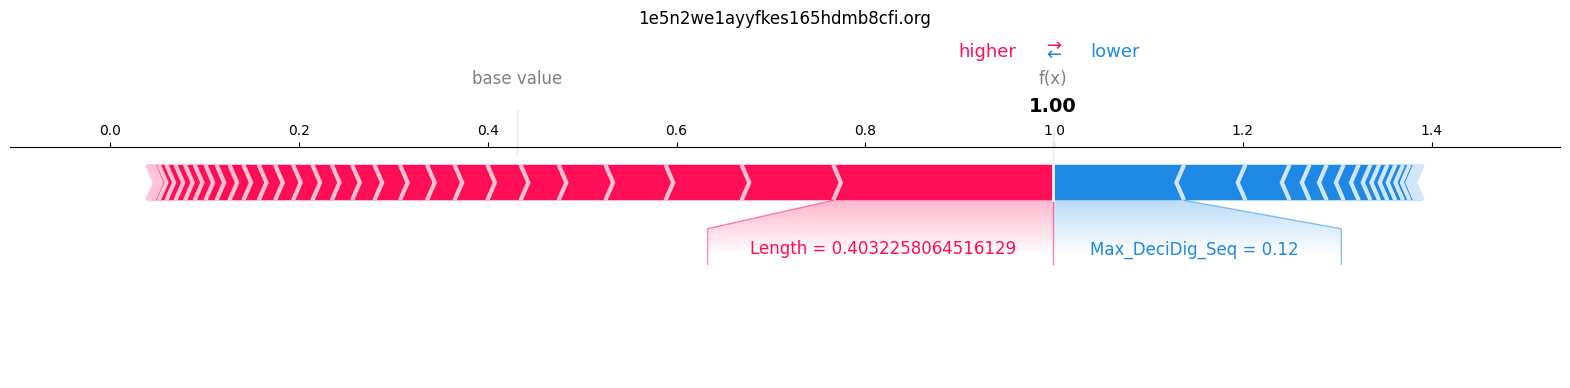 1e5n2we1ayyfkes165hdmb8cfi.org
higher → ← lower
base value f(x)
1.00
0.0 0.2 0.4 0.6 0.8 1.0 1.2 1.4
Length = 0.4032258064516129 Max_DeciDig_Seq = 0.12